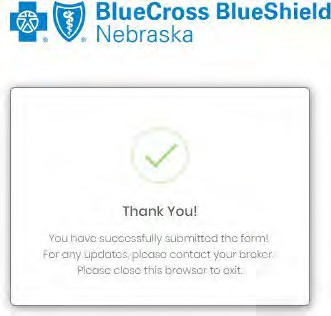 BlueCross BlueShield
Nebraska
Thank You!
You have successfully submitted the form!
For any updates, please contact your broker.
Please close this browser to exit.